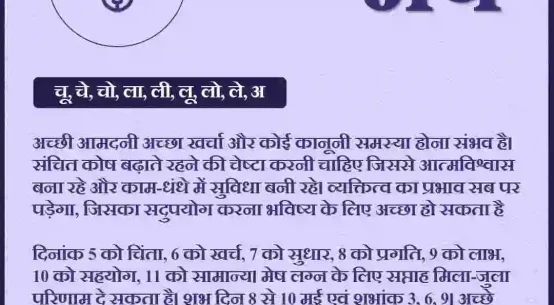 मेष
चू, चे, चो, ला, ली, लू, लो, ले, अ
अच्छी आमदनी अच्छा खर्चा और कोई कानूनी समस्या होना संभव है।
संचित कोष बढ़ाते रहने की चेष्टा करनी चाहिए जिससे आत्मविश्वास
बना रहे और काम-धंधे में सुविधा बनी रहे। व्यक्तित्व का प्रभाव सब पर
पड़ेगा, जिसका सदुपयोग करना भविष्य के लिए अच्छा हो सकता है
दिनांक 5 को चिंता, 6 को खर्च, 7 को सुधार, 8 को प्रगति, 9 को लाभ,
10 को सहयोग, 11 को सामान्य। मेष लग्न के लिए सप्ताह मिला-जुला
परिणाम दे सकता है। शुभ दिन 8 से 10 मई एवं शुभांक 3, 6, 9। अच्छे